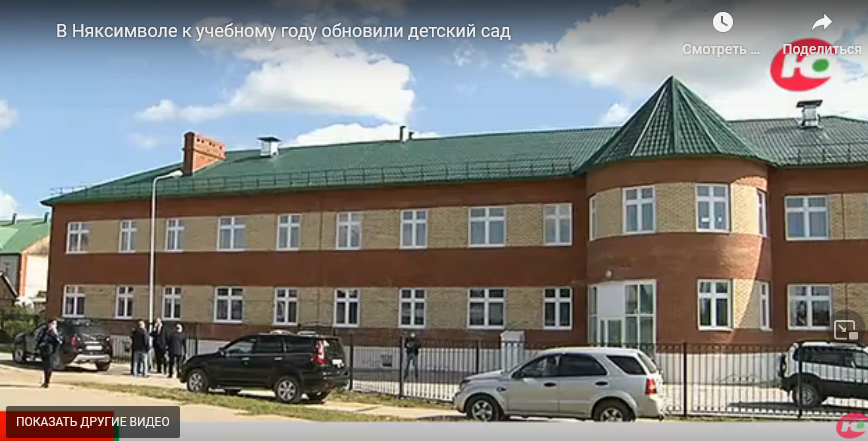 В Няксимволе к учебному году обновили детский сад
Смотреть ...
Поделиться
Ю
ПОКАЗАТЬ ДРУГИЕ ВИДЕО
Ю